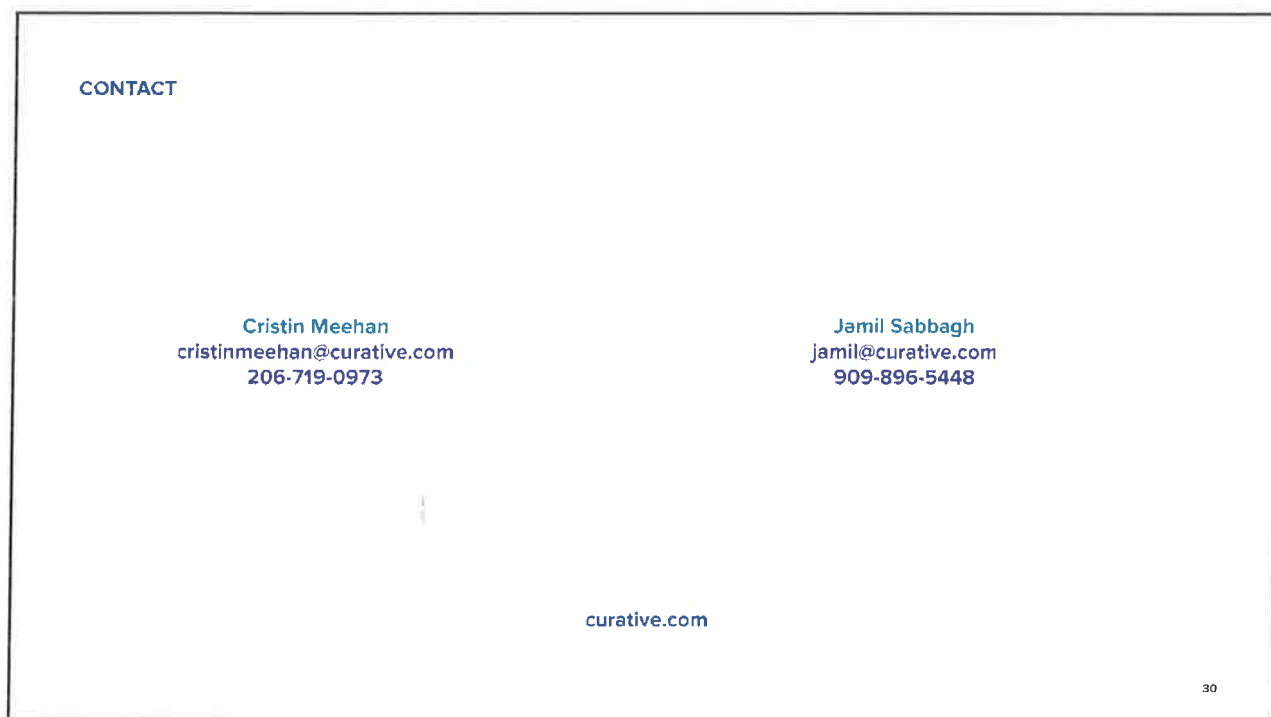 CONTACT
Cristin Meehan
cristinmeehan@curative.com
206-719-0973
Jamil Sabbagh
jamil@curative.com
909-896-5448
curative.com
30